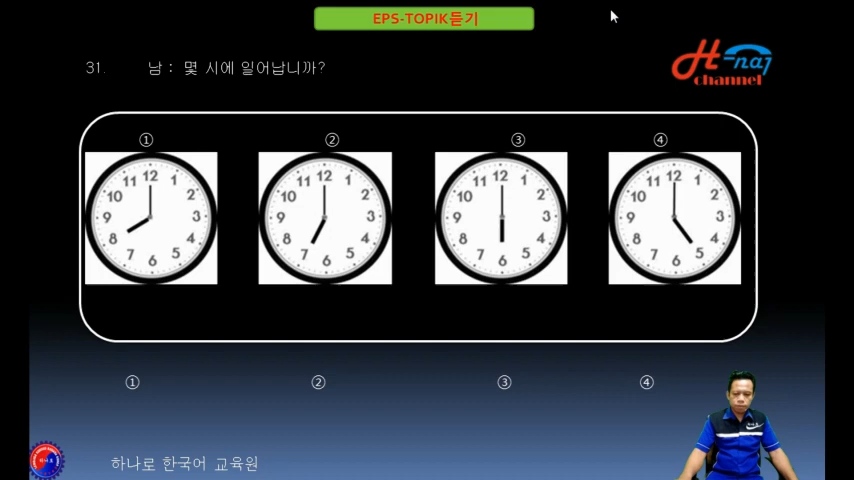 EPS-TOPIK듣기
H-naj
channel
31. 남 : 몇 시에 일어납니까?
① ② ③ ④
12 1 2 3 4 5 6 7 8 9 10 11
12 1 2 3 4 5 6 7 8 9 10 11
12 1 2 3 4 5 6 7 8 9 10 11
12 1 2 3 4 5 6 7 8 9 10 11
① ② ③ ④
하나로 한국어 교육원